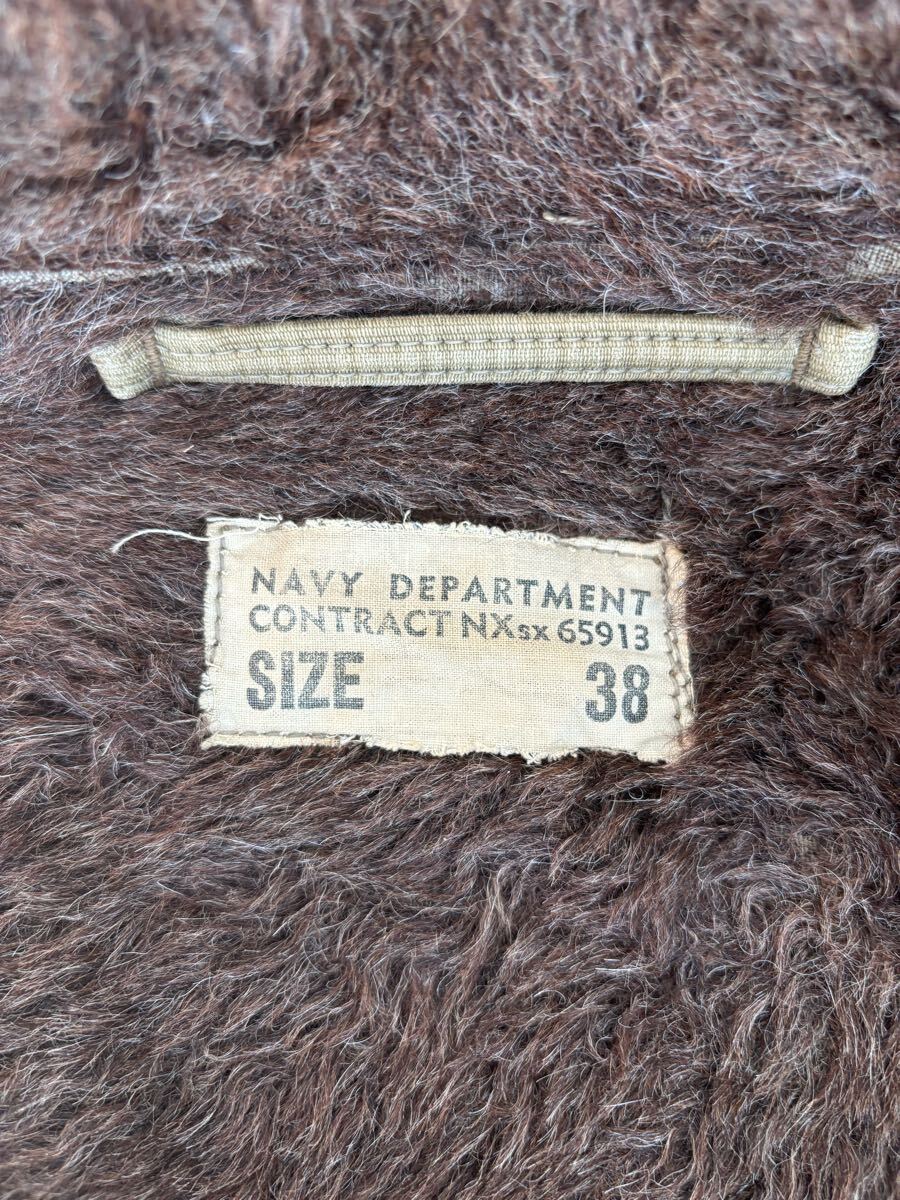 NAVY DEPARTMENT
CONTRACT NXsx 65913
SIZE 38